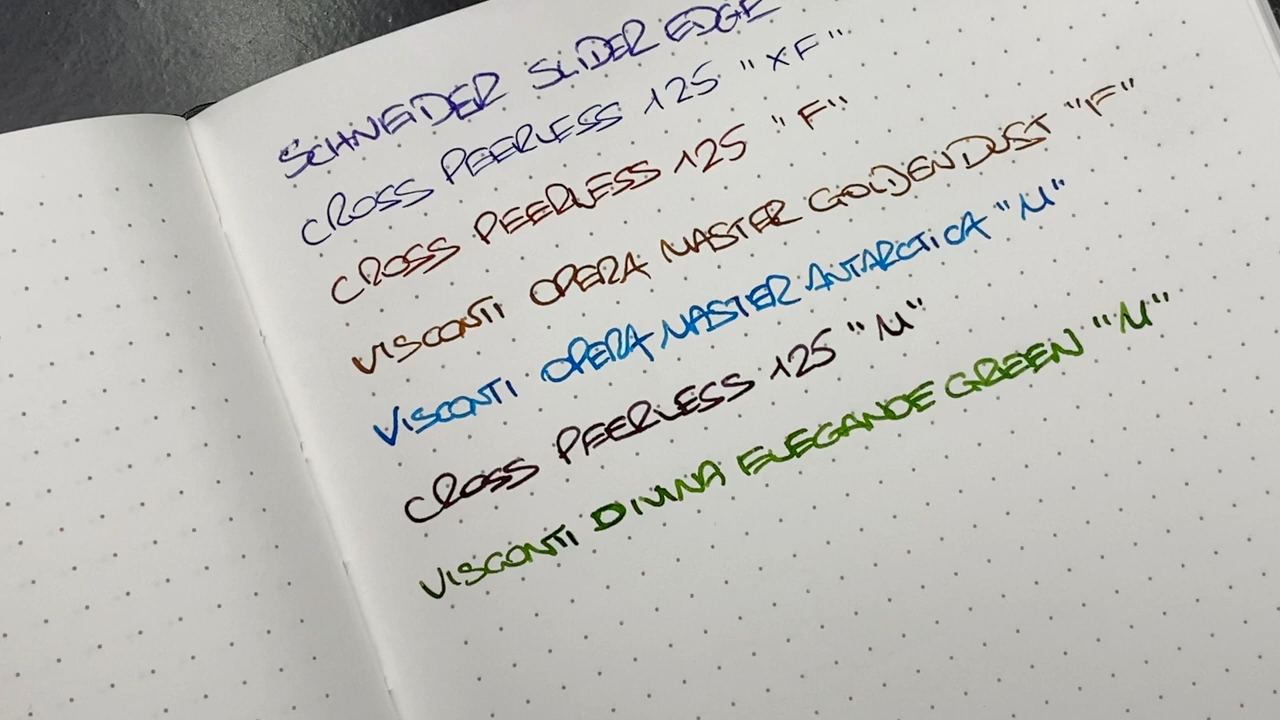 SCHNEIDER SLIDER EDGE
CROSS PEERLESS 125 "XF"
CROSS PEERLESS 125 "F"
VISCONTI OPERA MASTER GOLDENDUST "F"
VISCONTI OPERA MASTER ANTARCTICA "M"
CROSS PEERLESS 125 "M"
VISCONTI DIVINA ELEGANDE GREEN "M"